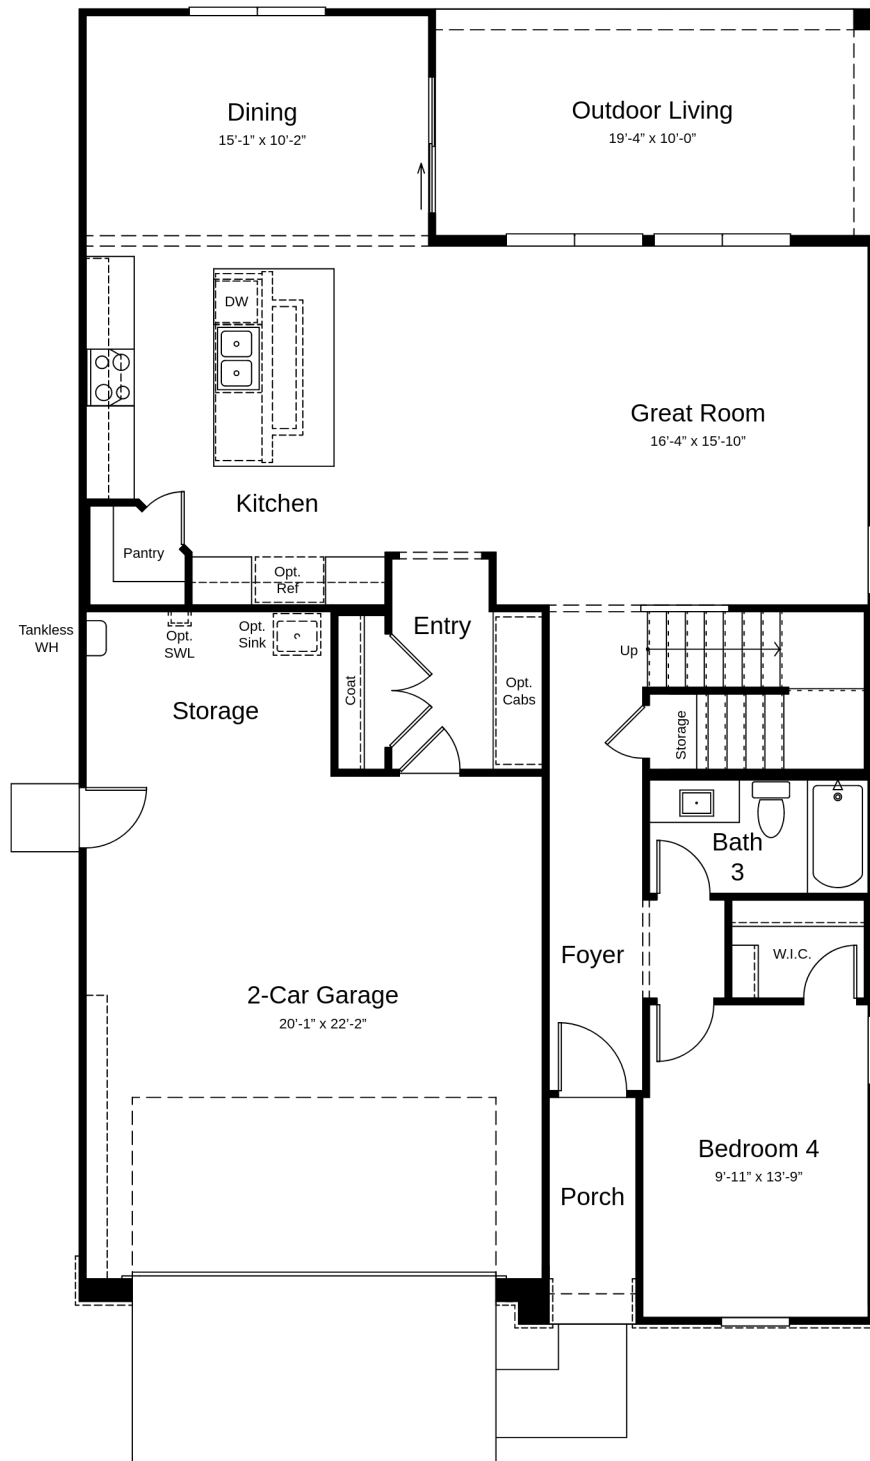 Dining
15’-1” x 10’-2”
Outdoor Living
19’-4” x 10’-0”
DW
Great Room
16’-4” x 15’-10”
Kitchen
Pantry
Opt.
Ref
Entry
Tankless
WH
Opt.
SWL
Opt.
Sink
Up
Storage
Coat
Opt.
Cabs
Storage
Bath
3
Foyer
W.I.C.
2-Car Garage
20’-1” x 22’-2”
Bedroom 4
9’-11” x 13’-9”
Porch